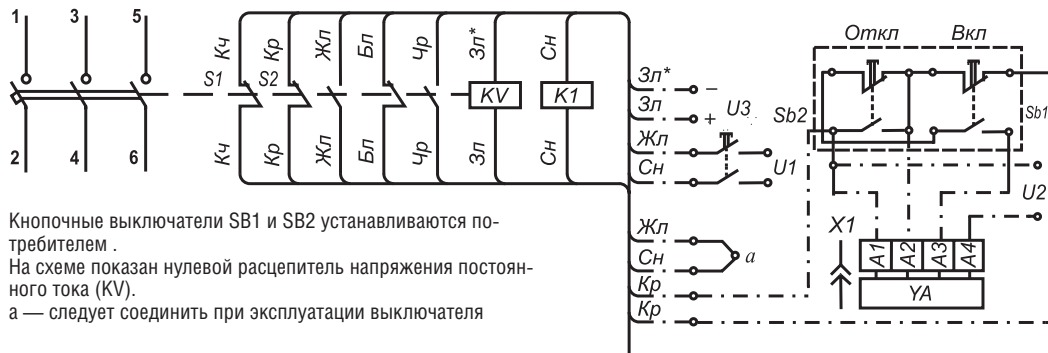 1 3 5
2 4 6
S1 S2
Кч Кр Жл Бл Чр Зл* Сн
KV K1
Кч Кр Жл Бл Чр Зл Сн
Зл* –
Зл + U3
Жл
Сн U1
Жл
Сн a
Кр
Кр
Откл Вкл
Sb2 Sb1
U2
X1
A1 A2 A3 A4
YA
Кнопочные выключатели SB1 и SB2 устанавливаются по-
требителем .
На схеме показан нулевой расцепитель напряжения постоян-
ного тока (KV).
а — следует соединить при эксплуатации выключателя